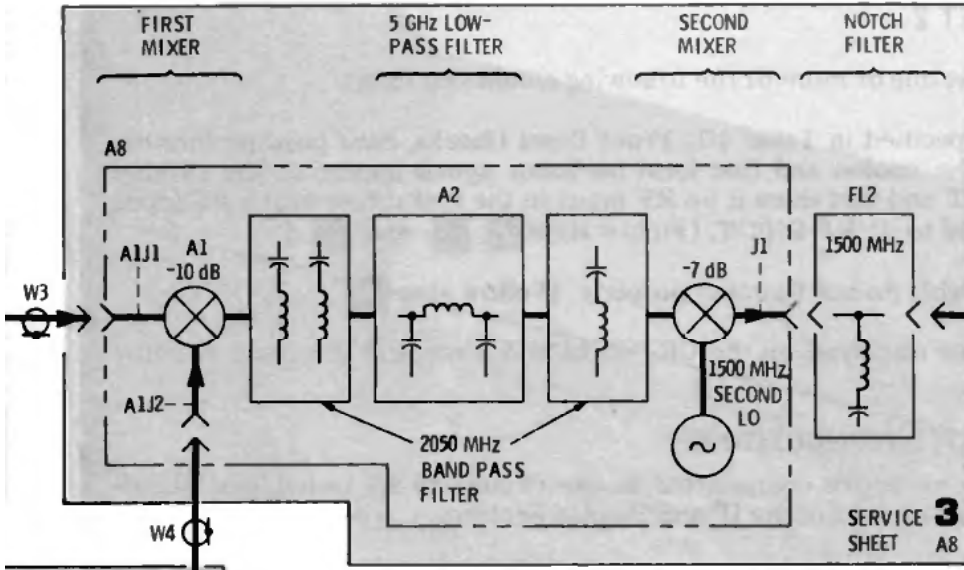 FIRST
MIXER
5 GHz LOW-
PASS FILTER
SECOND
MIXER
NOTCH
FILTER
A8
A2
FL2
W3
A1J1
A1
-10 dB
-7 dB
J1
1500 MHz
A1J2
1500 MHz
SECOND
LO
2050 MHz
BAND PASS
FILTER
W4
SERVICE 3
SHEET A8